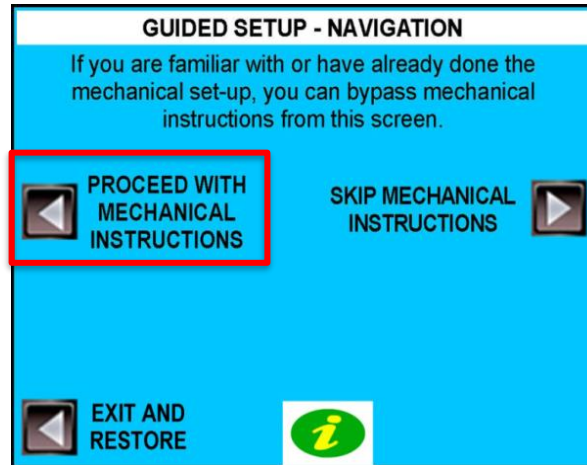 GUIDED SETUP - NAVIGATION
If you are familiar with or have already done the
mechanical set-up, you can bypass mechanical
instructions from this screen.
PROCEED WITH
MECHANICAL
INSTRUCTIONS
SKIP MECHANICAL
INSTRUCTIONS
EXIT AND
RESTORE
i